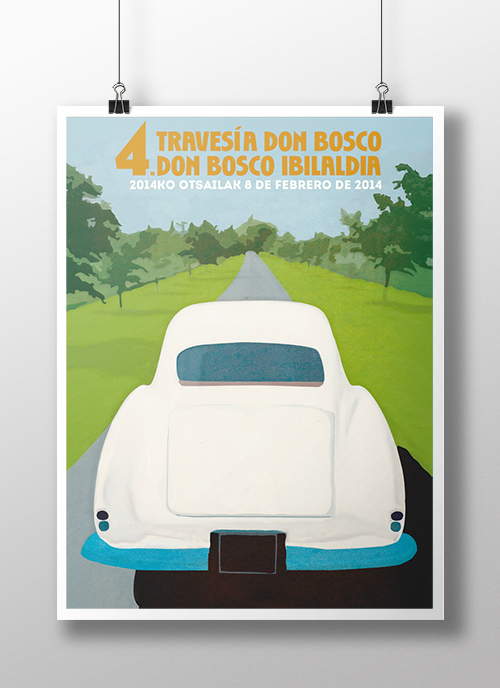 4. TRAVESÍA DON BOSCO
DON BOSCO IBILALDIA
2014KO OTSAILAK 8 DE FEBRERO DE 2014